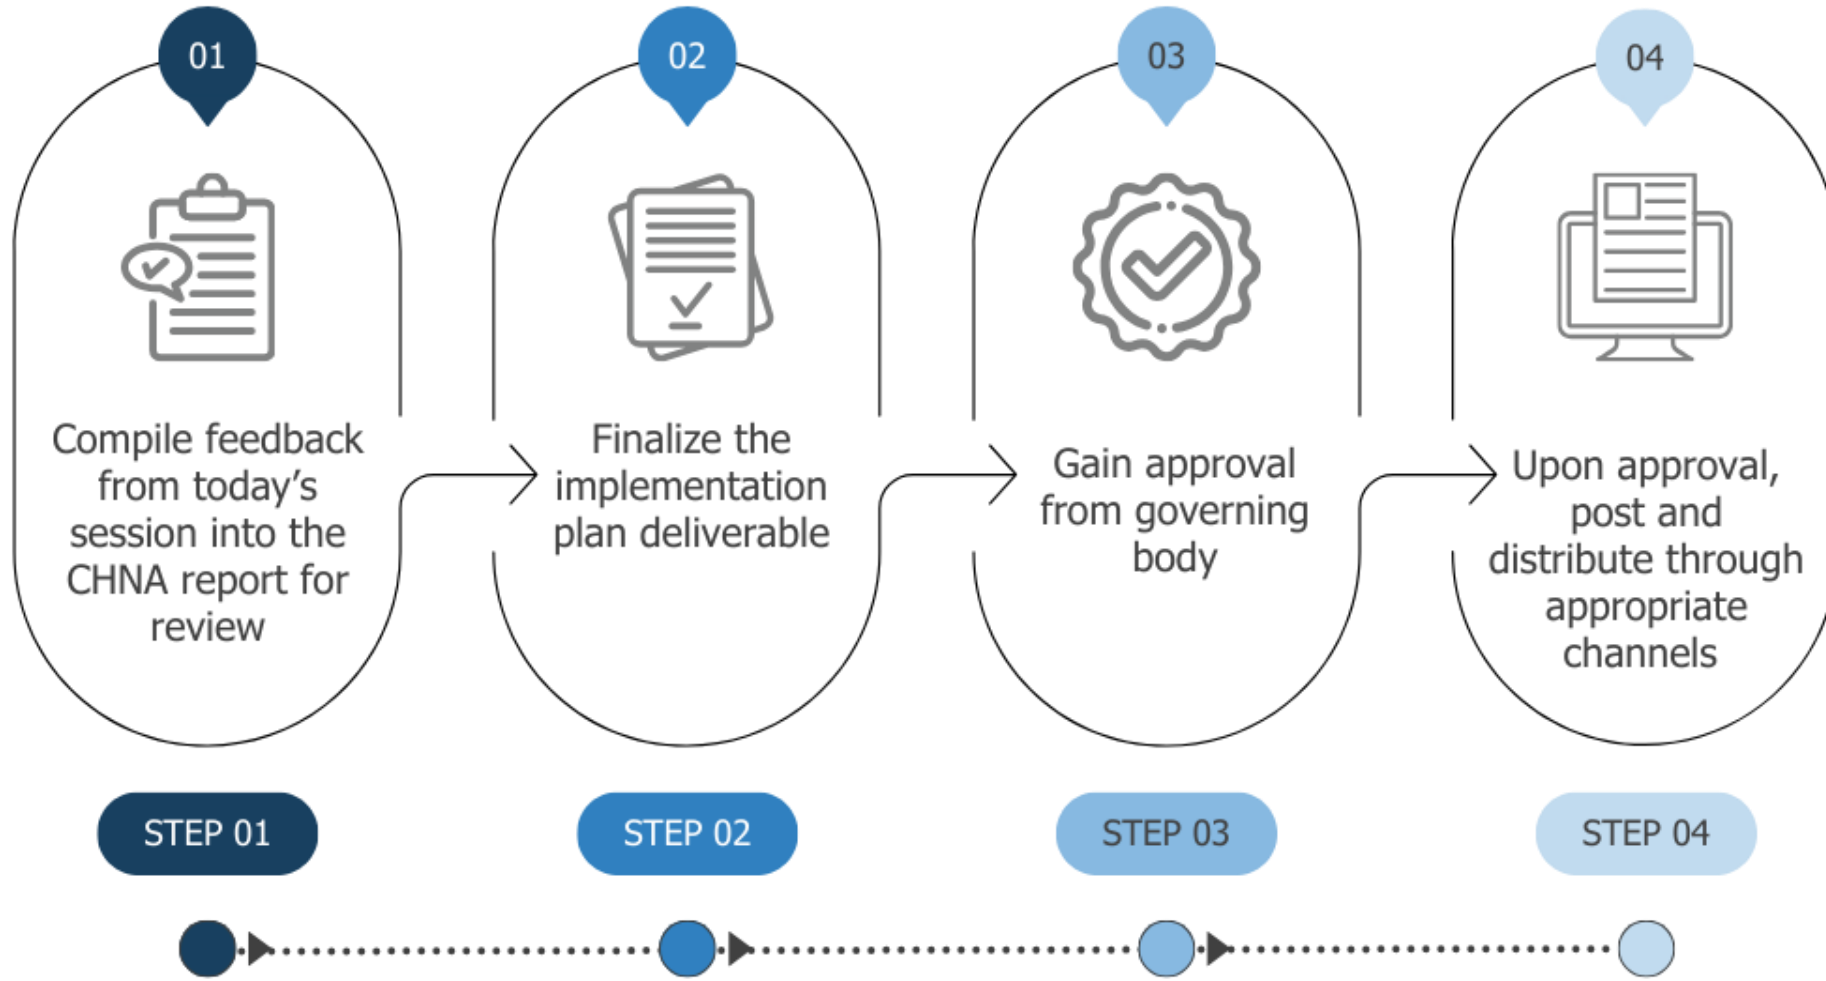 01
Compile feedback
from today's
session into the
CHNA report for
review
STEP 01
02
Finalize the
implementation
plan deliverable
STEP 02
03
Gain approval
from governing
body
STEP 03
04
Upon approval,
post and
distribute through
appropriate
channels
STEP 04